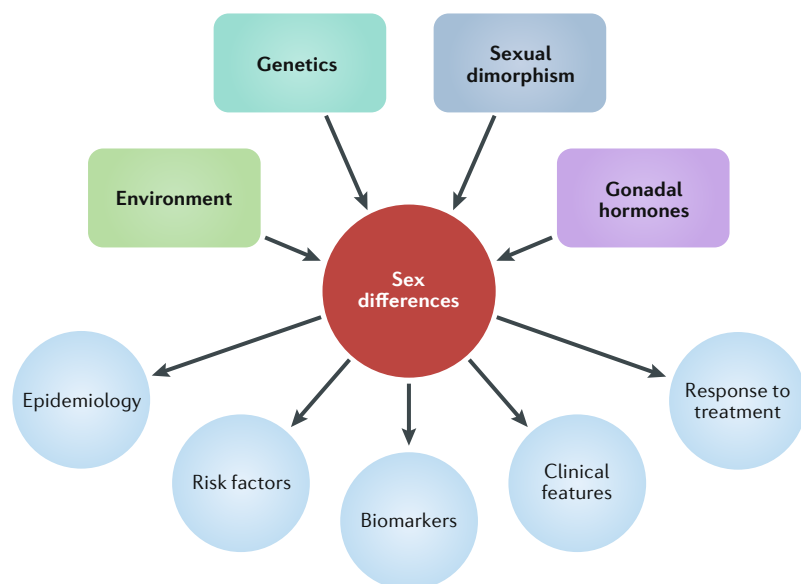 Genetics
Sexual
dimorphism
Environment
Gonadal
hormones
Sex
differences
Epidemiology
Risk factors
Biomarkers
Clinical
features
Response to
treatment